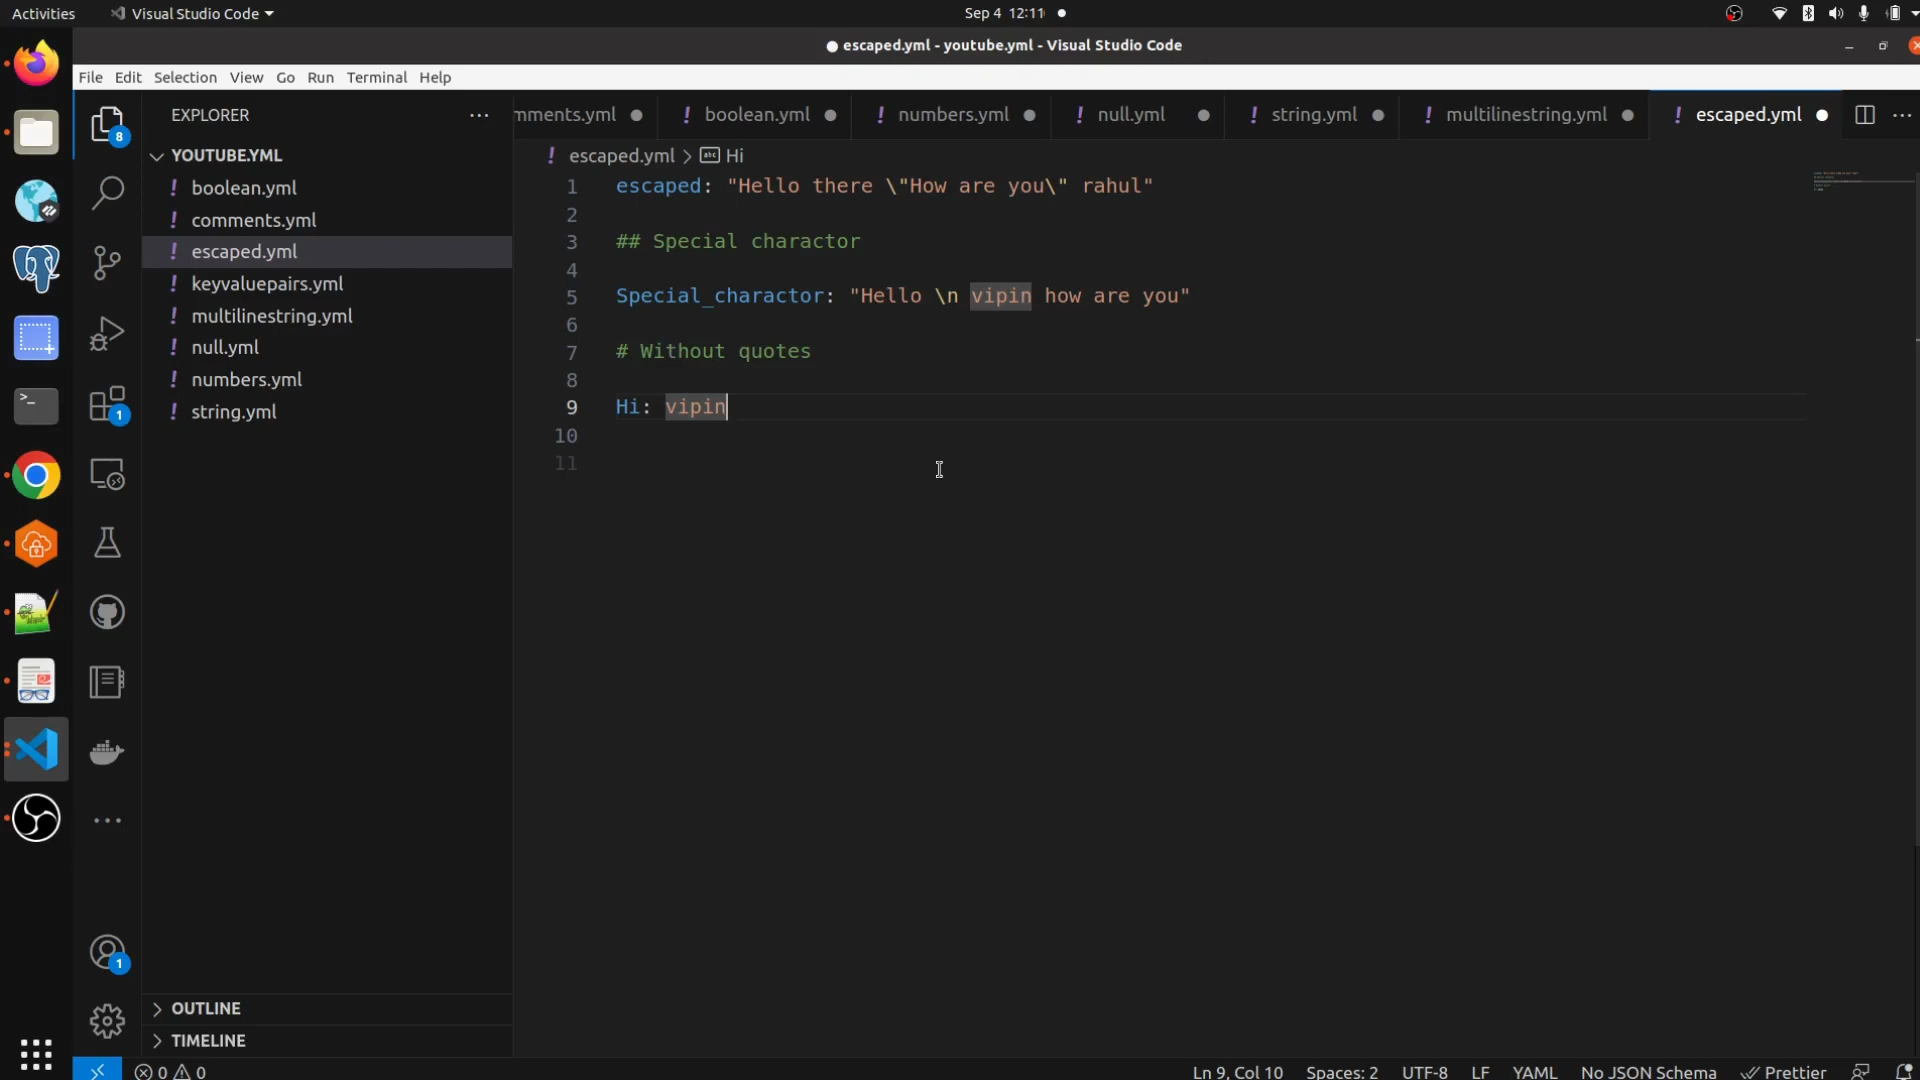 Activities Visual Studio Code Sep 4 12:11
escaped.yml - youtube.yml - Visual Studio Code
File Edit Selection View Go Run Terminal Help
EXPLORER
mments.yml boolean.yml numbers.yml null.yml string.yml multilinestring.yml escaped.yml
8
YOUTUBE.YML
boolean.yml
comments.yml
escaped.yml
keyvaluepairs.yml
multilinestring.yml
null.yml
numbers.yml
string.yml
1
1
OUTLINE
TIMELINE
escaped.yml > abc Hi
1 escaped: "Hello there \"How are you\" rahul"
2
3 ## Special charactor
4
5 Special_charactor: "Hello \n vipin how are you"
6
7 # Without quotes
8
9 Hi: vipin
10
11
0 0 Ln 9, Col 10 Spaces: 2 UTF-8 LF YAML No JSON Schema Prettier